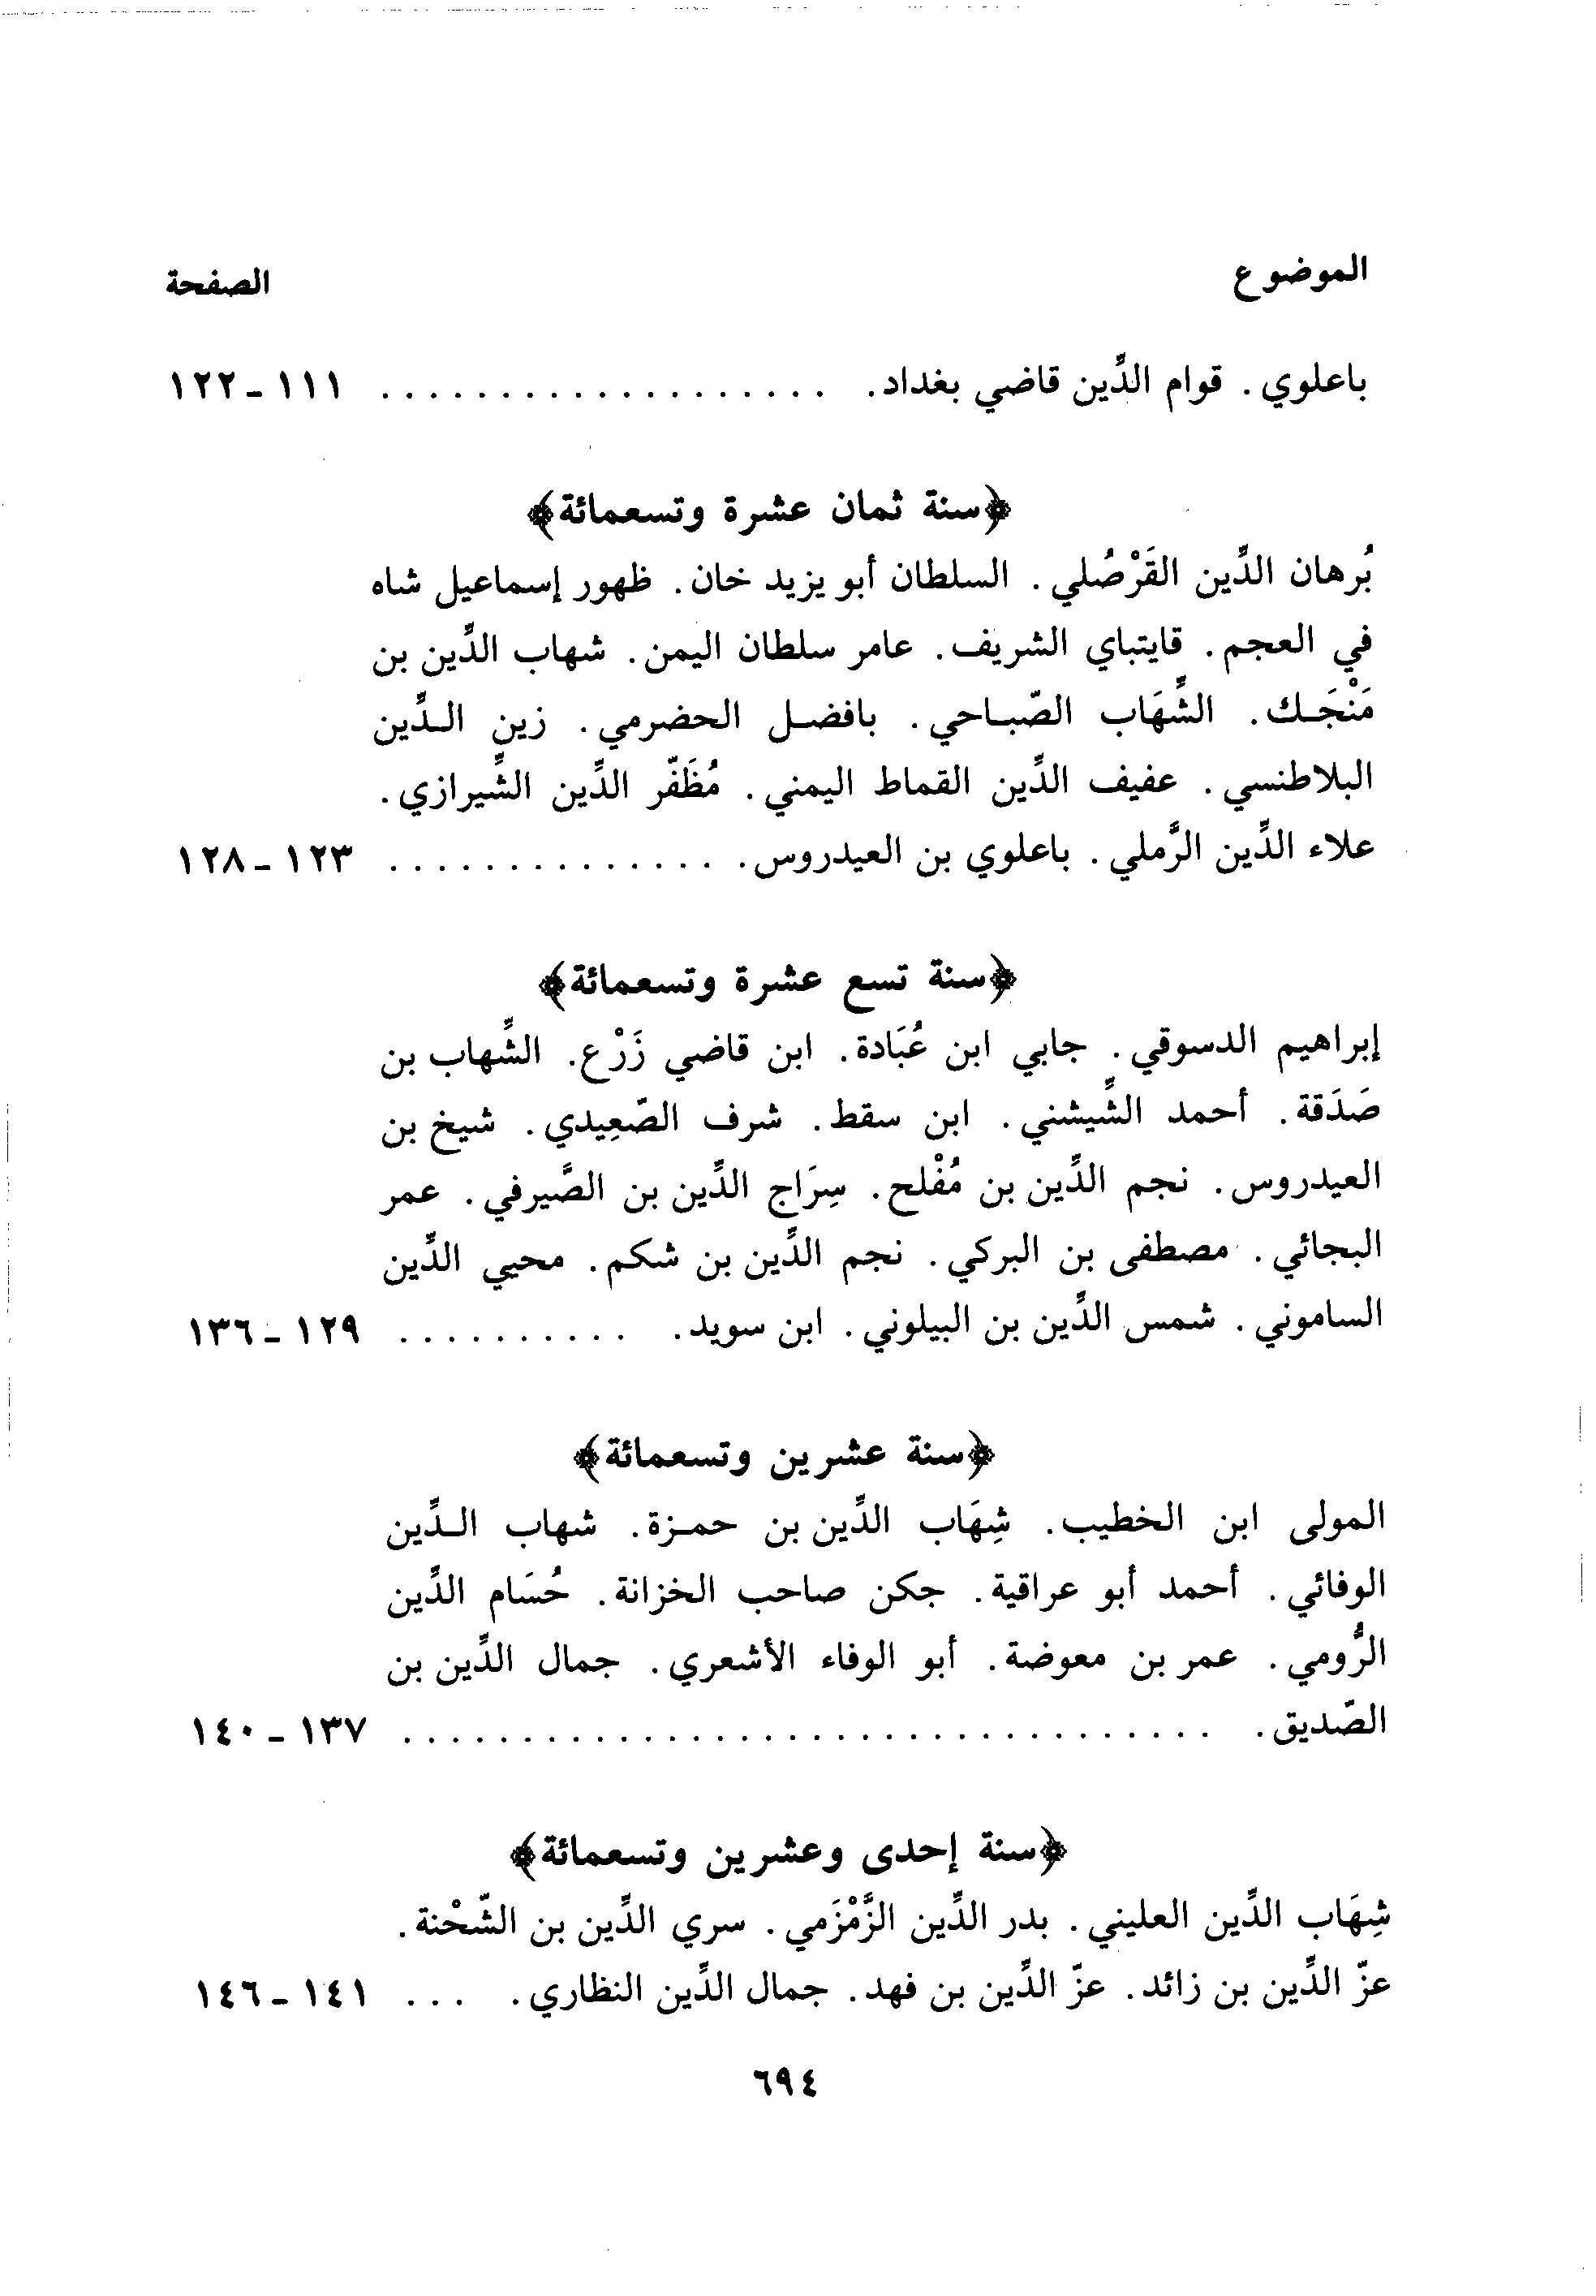 الموضوع الصفحة
باعلوي. قوام الدِّين قاضي بغداد. . . . . . . . . . . . . . . . . . . . ١١١ - ١٢٢
﴿سنة ثمان عشرة وتسعمائة﴾
بُرهان الدِّين القَرْصُلي. السلطان أبو يزيد خان. ظهور إسماعيل شاه
في العجم. قايتباي الشريف. عامر سلطان اليمن. شهاب الدِّين بن
مَنْجَـك. الشِّهَاب الصّبـاحي. بافضـل الحضرمي. زين الـدِّين
البلاطنسي. عفيف الدِّين القماط اليمني. مُظَفّر الدِّين الشِّيرازي.
علاء الدِّين الرَّملي. باعلوي بن العيدروس. . . . . . . . . . . . . . . ١٢٣ - ١٢٨
﴿سنة تسع عشرة وتسعمائة﴾
إبراهيم الدسوقي. جابي ابن عُبَادة. ابن قاضي زَرْع. الشِّهاب بن
صَدَقة. أحمد الشِّيشني. ابن سقط. شرف الصّعِيدي. شيخ بن
العيدروس. نجم الدِّين بن مُفْلح. سِرَاج الدِّين بن الصَّيرفي. عمر
البجائي. مصطفى بن البركي. نجم الدِّين بن شكم. محيي الدِّين
الساموني. شمس الدِّين بن البيلوني. ابن سويد. . . . . . . . . . . ١٢٩ - ١٣٦
﴿سنة عشرين وتسعمائة﴾
المولى ابن الخطيب. شِهَاب الدِّين بن حمـزة. شهاب الـدِّين
الوفائي. أحمد أبو عراقية. جكن صاحب الخزانة. حُسَام الدِّين
الرُّومي. عمر بن معوضة. أبو الوفاء الأشعري. جمال الدِّين بن
الصّديق. . . . . . . . . . . . . . . . . . . . . . . . . . . . . . . . . . . ١٣٧ - ١٤٠
﴿سنة إحدى وعشرين وتسعمائة﴾
شِهَاب الدِّين العليني. بدر الدِّين الزَّمْزَمي. سري الدِّين بن الشّحْنة.
عزّ الدِّين بن زائد. عزّ الدِّين بن فهد. جمال الدِّين النظاري. . . . . ١٤١ - ١٤٦
٦٩٤